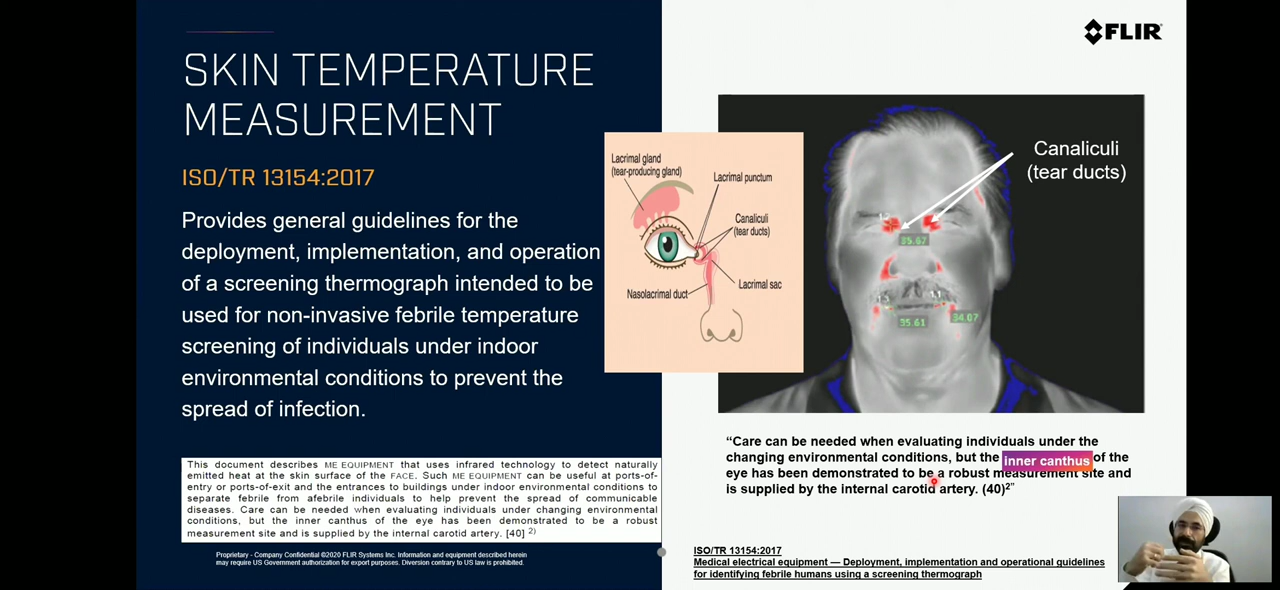 SKIN TEMPERATURE
MEASUREMENT
ISO/TR 13154:2017
Provides general guidelines for the
deployment, implementation, and operation
of a screening thermograph intended to be
used for non-invasive febrile temperature
screening of individuals under indoor
environmental conditions to prevent the
spread of infection.
This document describes ME EQUIPMENT that uses infrared technology to detect naturally
emitted heat at the skin surface of the FACE. Such ME EQUIPMENT can be useful at ports-of-
entry or ports-of-exit and the entrances to buildings under indoor environmental conditions to
separate febrile from afebrile individuals to help prevent the spread of communicable
diseases. Care can be needed when evaluating individuals under changing environmental
conditions, but the inner canthus of the eye has been demonstrated to be a robust
measurement site and is supplied by the internal carotid artery. [40] 2)
Proprietary - Company Confidential ©2020 FLIR Systems Inc. Information and equipment described herein
may require US Government authorization for export purposes. Diversion contrary to US law is prohibited.
Lacrimal gland
(tear-producing gland)
Lacrimal punctum
Canaliculi
(tear ducts)
Lacrimal sac
Nasolacrimal duct
FLIR
Canaliculi
(tear ducts)
35.67
35.61
34.07
“Care can be needed when evaluating individuals under the
changing environmental conditions, but the inner canthus of the
eye has been demonstrated to be a robust measurement site and
is supplied by the internal carotid artery. (40)2”
ISO/TR 13154:2017
Medical electrical equipment — Deployment, implementation and operational guidelines
for identifying febrile humans using a screening thermograph